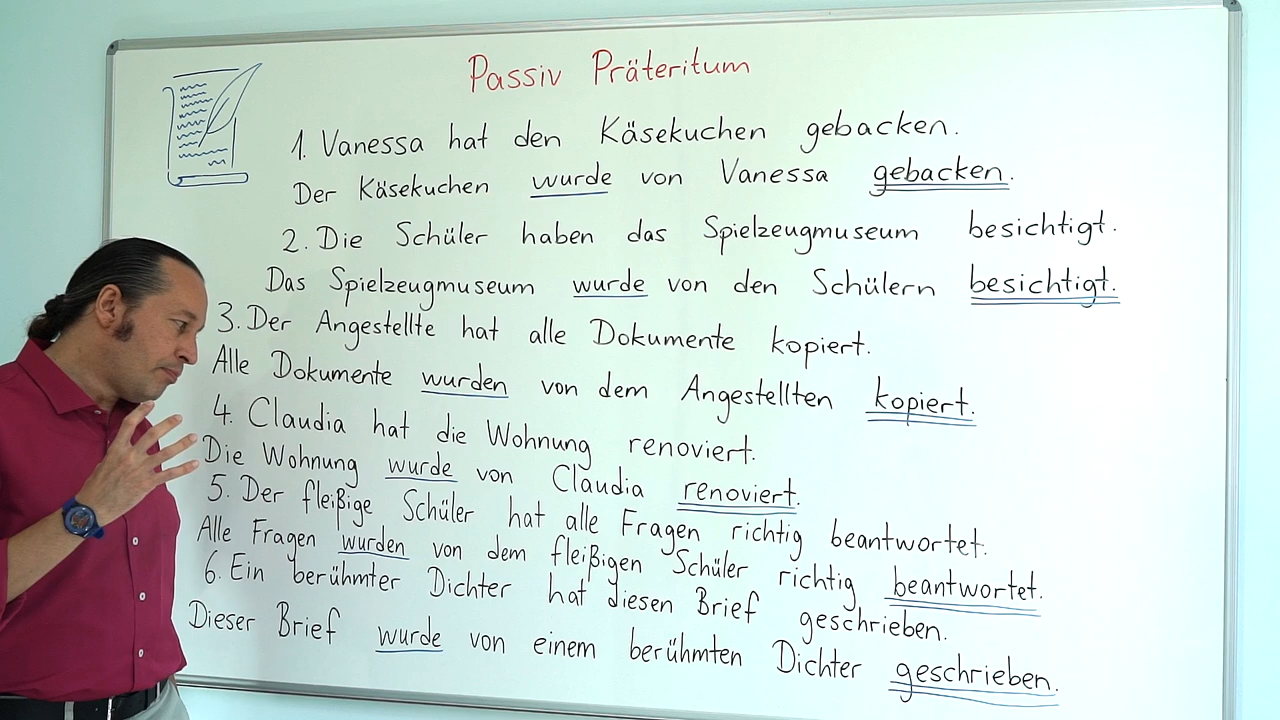 Passiv Präteritum
1. Vanessa hat den Käsekuchen gebacken.
Der Käsekuchen wurde von Vanessa gebacken.
2. Die Schüler haben das Spielzeugmuseum besichtigt.
Das Spielzeugmuseum wurde von den Schülern besichtigt.
3. Der Angestellte hat alle Dokumente kopiert.
Alle Dokumente wurden von dem Angestellten kopiert.
4. Claudia hat die Wohnung renoviert.
Die Wohnung wurde von Claudia renoviert.
5. Der fleißige Schüler hat alle Fragen richtig beantwortet.
Alle Fragen wurden von dem fleißigen Schüler richtig beantwortet.
6. Ein berühmter Dichter hat diesen Brief geschrieben.
Dieser Brief wurde von einem berühmten Dichter geschrieben.